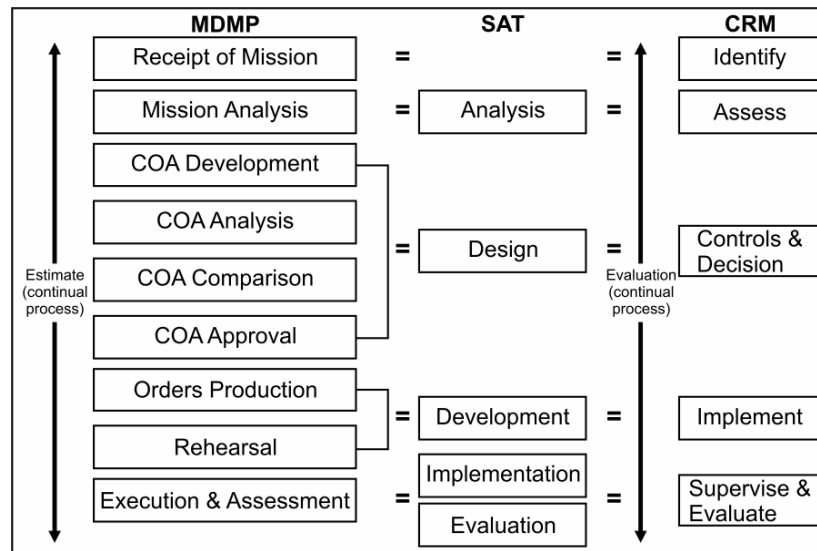 MDMP SAT CRM
Receipt of Mission = = Identify
Mission Analysis = Analysis = Assess
COA Development
COA Analysis
= Design = Controls &
Decision
COA Comparison
Estimate
(continual
process)
Evaluation
(continual
process)
COA Approval
Orders Production
= Development = Implement
Rehearsal
Implementation
Execution & Assessment = = Supervise &
Evaluate
Evaluation